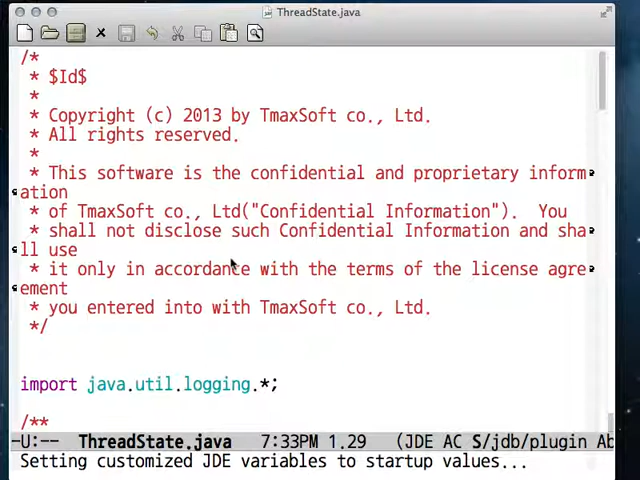 ThreadState.java
/*
 * $Id$
 *
 * Copyright (c) 2013 by TmaxSoft co., Ltd.
 * All rights reserved.
 *
 * This software is the confidential and proprietary inform
ation
 * of TmaxSoft co., Ltd("Confidential Information").  You
 * shall not disclose such Confidential Information and sha
ll use
 * it only in accordance with the terms of the license agre
ement
 * you entered into with TmaxSoft co., Ltd.
 */
import java.util.logging.*;
/**
-U:--  ThreadState.java   7:33PM 1.29   (JDE AC S/jdb/plugin Ab
Setting customized JDE variables to startup values...